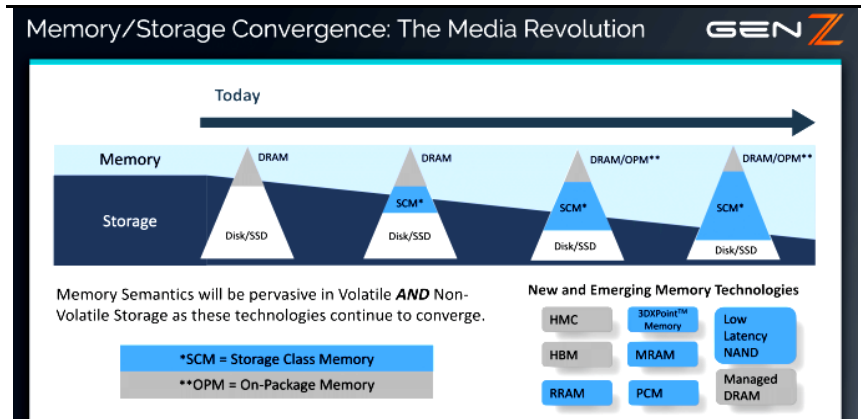 Memory/Storage Convergence: The Media Revolution
GEN Z
Today
Memory
Storage
DRAM
Disk/SSD
DRAM
SCM*
Disk/SSD
DRAM/OPM**
SCM*
Disk/SSD
DRAM/OPM**
SCM*
Disk/SSD
Memory Semantics will be pervasive in Volatile AND Non-
Volatile Storage as these technologies continue to converge.
*SCM = Storage Class Memory
**OPM = On-Package Memory
New and Emerging Memory Technologies
HMC
3DXPoint™
Memory
Low
Latency
NAND
HBM
MRAM
RRAM
PCM
Managed
DRAM